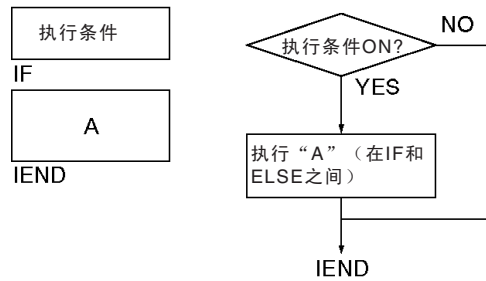 执行条件
IF
A
IEND
执行条件ON?
NO
YES
执行“A”（在IF和
ELSE之间）
IEND